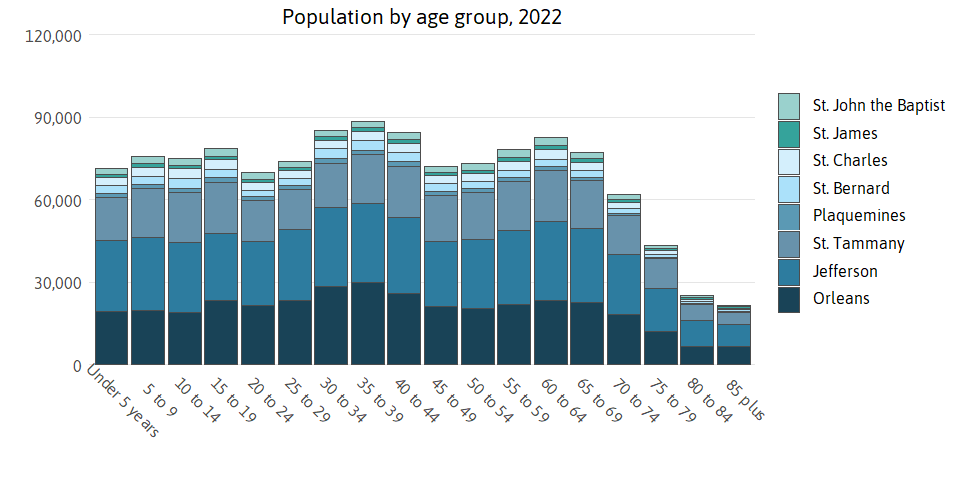 Population by age group, 2022
120,000
90,000
60,000
30,000
0
Under 5 years
5 to 9
10 to 14
15 to 19
20 to 24
25 to 29
30 to 34
35 to 39
40 to 44
45 to 49
50 to 54
55 to 59
60 to 64
65 to 69
70 to 74
75 to 79
80 to 84
85 plus
St. John the Baptist
St. James
St. Charles
St. Bernard
Plaquemines
St. Tammany
Jefferson
Orleans